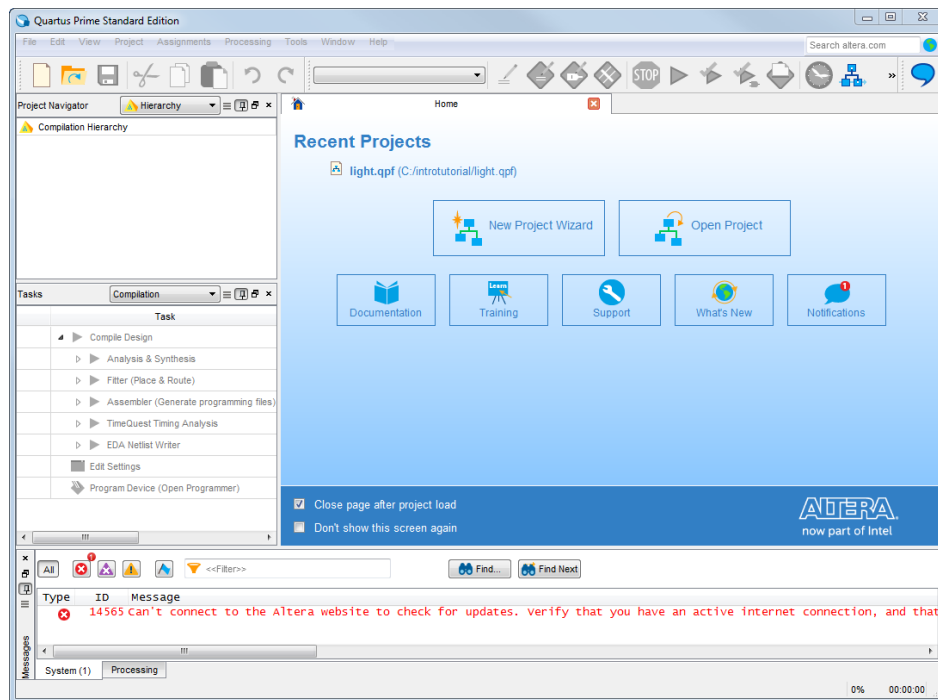 Quartus Prime Standard Edition
File Edit View Project Assignments Processing Tools Window Help
Search altera.com
STOP
Project Navigator Hierarchy
Home
Compilation Hierarchy
Recent Projects
light.qpf (C:/introtutorial/light.qpf)
New Project Wizard
Open Project
Learn
1
Documentation
Training
Support
What's New
Notifications
Tasks Compilation
Task
Compile Design
Analysis & Synthesis
Fitter (Place & Route)
Assembler (Generate programming files)
TimeQuest Timing Analysis
EDA Netlist Writer
Edit Settings
Program Device (Open Programmer)
Close page after project load
Don't show this screen again
ALTERA.
now part of Intel
All
1
<<Filter>>
Find...
Find Next
Type ID Message
14565 Can't connect to the Altera website to check for updates. Verify that you have an active internet connection, and that
Messages
System (1) Processing
0% 00:00:00